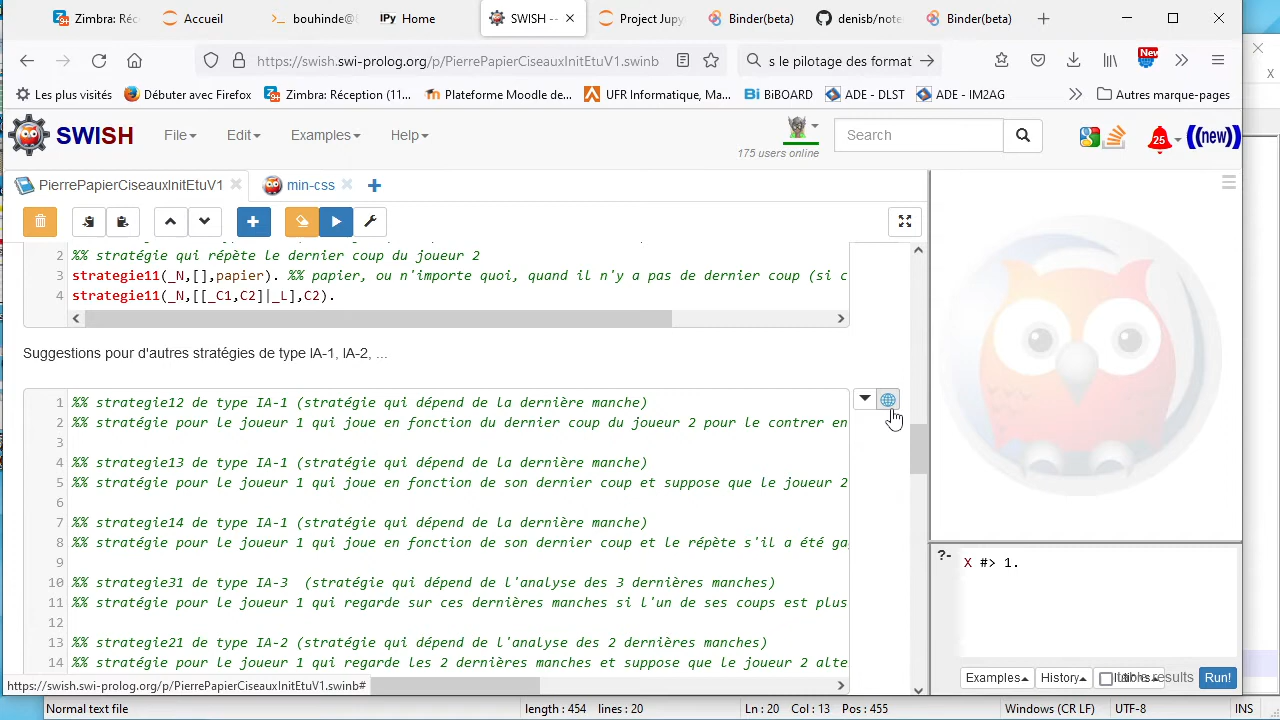 Zimbra: Réc
Accueil
bouhinde@
IPy Home
SWISH --
Project Jupy
Binder(beta)
denisb/note
Binder(beta)
https://swish.swi-prolog.org/p/PierrePapierCiseauxInitEtuV1.swinb
s le pilotage des format
New
Les plus visités
Débuter avec Firefox
Zimbra: Réception (11...
Plateforme Moodle de...
UFR Informatique, Ma...
BiBOARD
ADE - DLST
ADE - IM2AG
Autres marque-pages
SWISH
File
Edit
Examples
Help
175 users online
Search
25
((new))
PierrePapierCiseauxInitEtuV1
min-css
2 %% stratégie qui répète le dernier coup du joueur 2
3 strategie11(_N,[],papier). %% papier, ou n'importe quoi, quand il n'y a pas de dernier coup (si c
4 strategie11(_N,[[_C1,C2]|_L],C2).
Suggestions pour d'autres stratégies de type IA-1, IA-2, ...
1 %% strategie12 de type IA-1 (stratégie qui dépend de la dernière manche)
2 %% stratégie pour le joueur 1 qui joue en fonction du dernier coup du joueur 2 pour le contrer en
3
4 %% strategie13 de type IA-1 (stratégie qui dépend de la dernière manche)
5 %% stratégie pour le joueur 1 qui joue en fonction de son dernier coup et suppose que le joueur 2
6
7 %% strategie14 de type IA-1 (stratégie qui dépend de la dernière manche)
8 %% stratégie pour le joueur 1 qui joue en fonction de son dernier coup et le répète s'il a été ga
9
10 %% strategie31 de type IA-3  (stratégie qui dépend de l'analyse des 3 dernières manches)
11 %% stratégie pour le joueur 1 qui regarde sur ces dernières manches si l'un de ses coups est plus
12
13 %% strategie21 de type IA-2 (stratégie qui dépend de l'analyse des 2 dernières manches)
14 %% stratégie pour le joueur 1 qui regarde les 2 dernières manches et suppose que le joueur 2 alte
?- X #> 1.
Examples
History
results
Run!
https://swish.swi-prolog.org/p/PierrePapierCiseauxInitEtuV1.swinb#
Normal text file
length : 454
lines : 20
Ln : 20
Col : 13
Pos : 455
Windows (CR LF)
UTF-8
INS